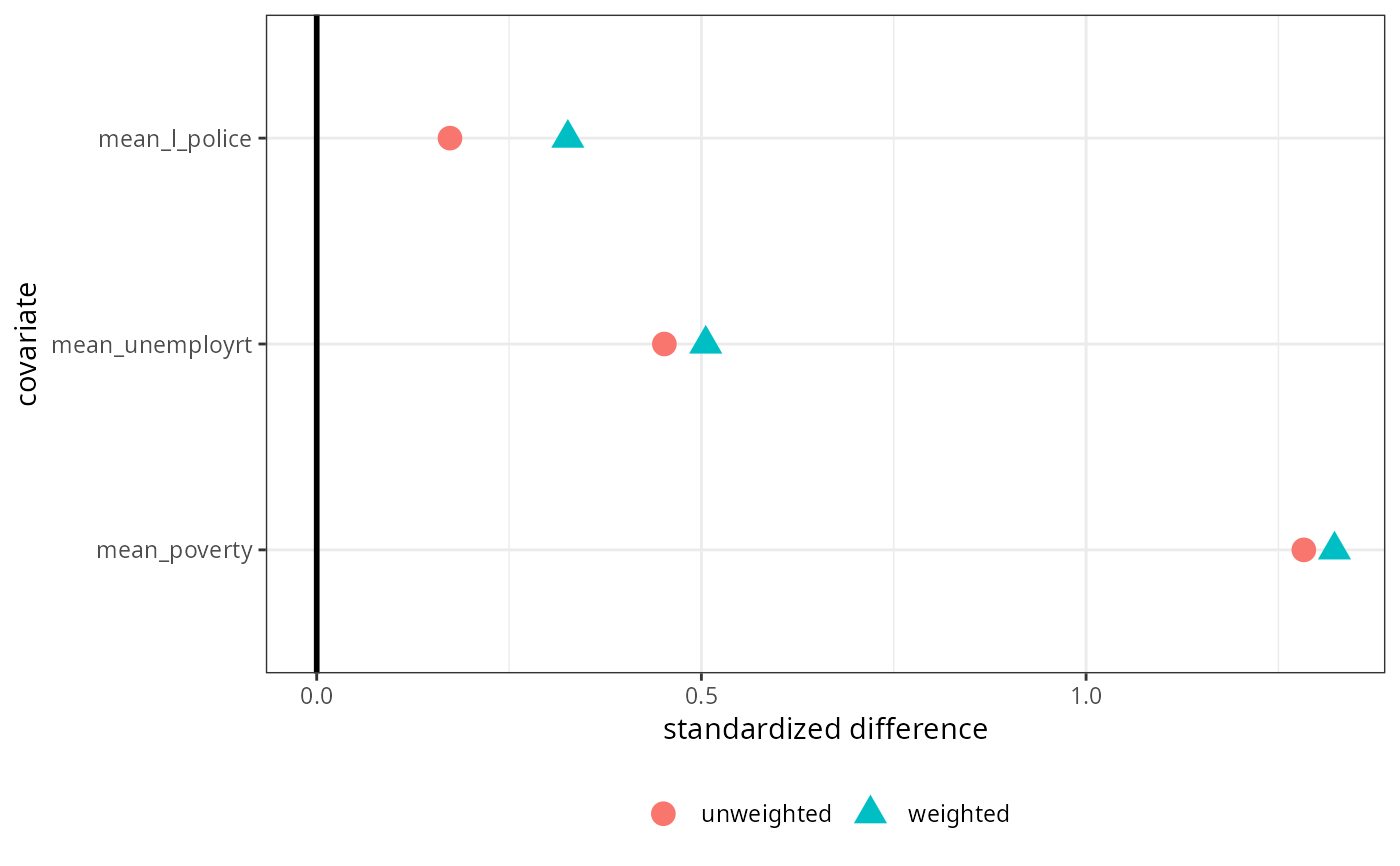 covariate
mean_l_police
mean_unemployrt
mean_poverty
0.0 0.5 1.0
standardized difference
unweighted weighted